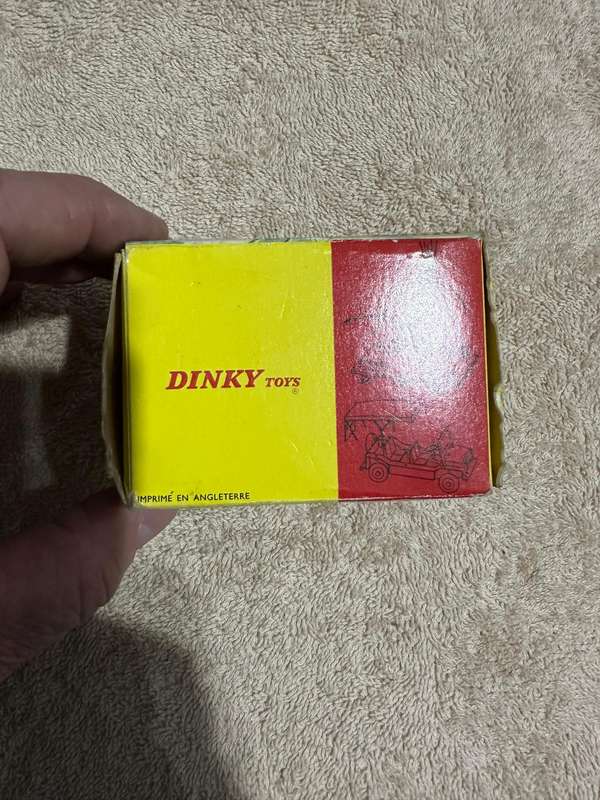 DINKY TOYS
®
IMPRIMÉ EN ANGLETERRE